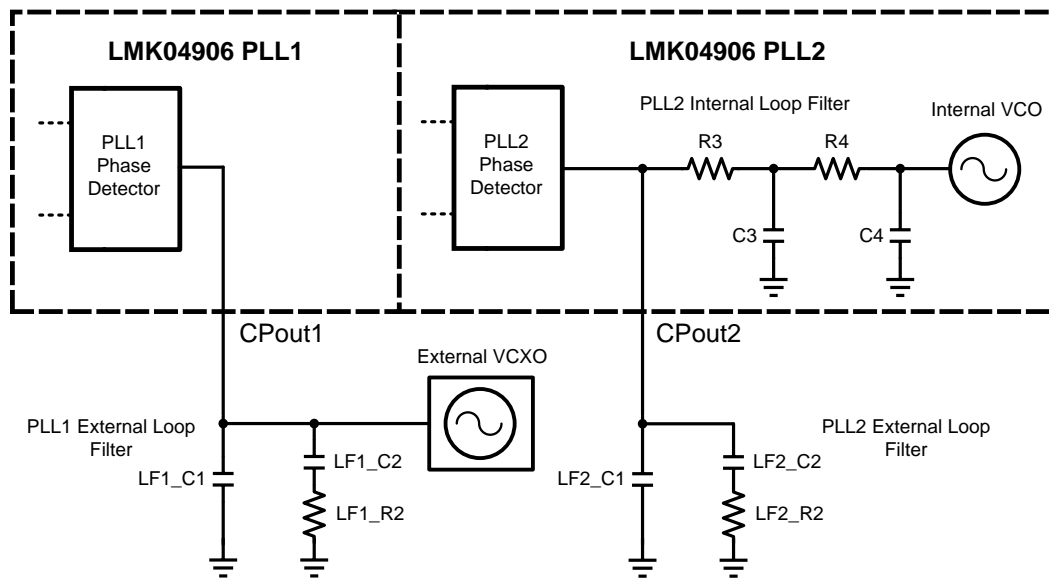 LMK04906 PLL1
LMK04906 PLL2
PLL1
Phase
Detector
PLL2
Phase
Detector
PLL2 Internal Loop Filter
Internal VCO
R3
R4
C3
C4
CPout1
CPout2
External VCXO
PLL1 External Loop
Filter
LF1_C1
LF1_C2
LF1_R2
LF2_C1
LF2_C2
LF2_R2
PLL2 External Loop
Filter